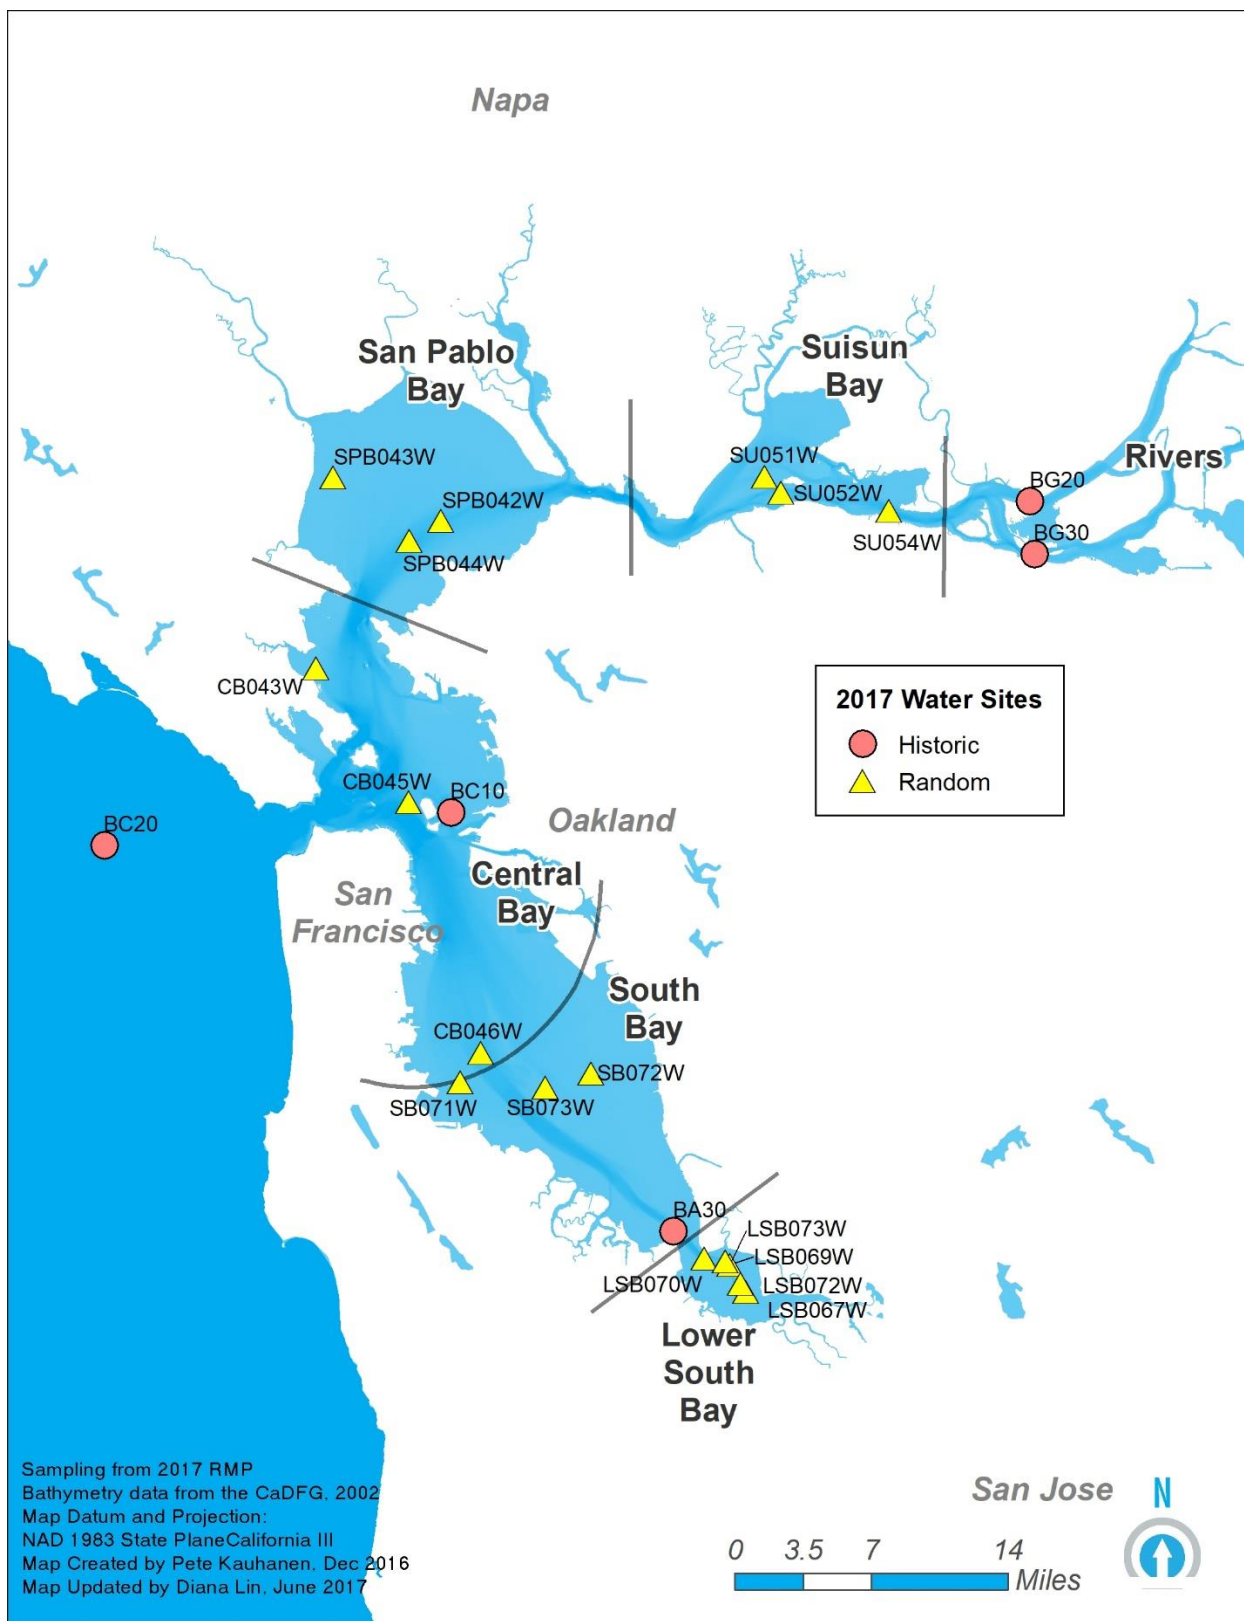 Napa
San Pablo
Bay
Suisun
Bay
SPB043W
SU051W
Rivers
SPB042W
SU052W
BG20
SPB044W
SU054W
BG30
CB043W
2017 Water Sites
Historic
Random
CB045W
BC10
BC20
Oakland
Central
Bay
San
Francisco
South
Bay
CB046W
SB072W
SB071W
SB073W
BA30
LSB073W
LSB069W
LSB070W
LSB072W
LSB067W
Lower
South
Bay
Sampling from 2017 RMP
Bathymetry data from the CaDFG, 2002
Map Datum and Projection:
NAD 1983 State PlaneCalifornia III
Map Created by Pete Kauhanen, Dec 2016
Map Updated by Diana Lin, June 2017
San Jose
N
0 3.5 7 14
Miles